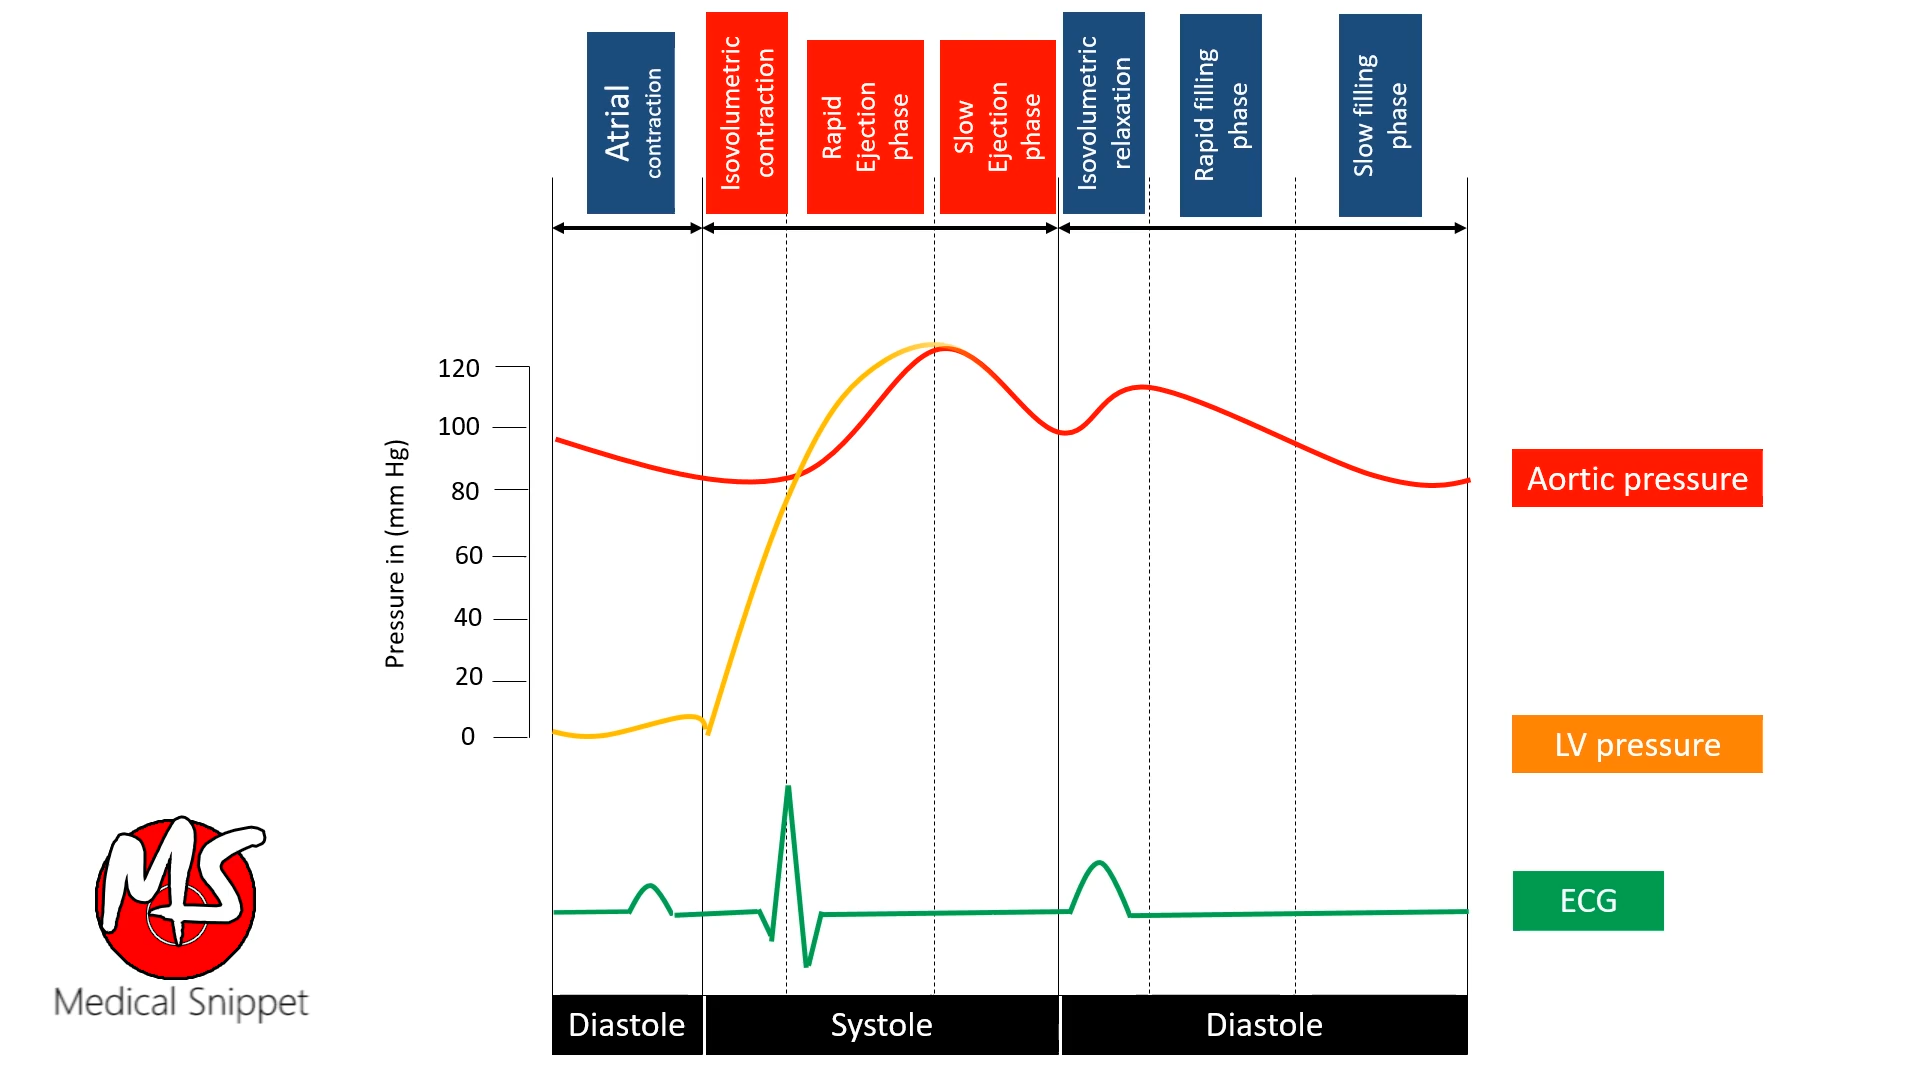 Atrial
contraction
Isovolumetric
contraction
Rapid
Ejection
phase
Slow
Ejection
phase
Isovolumetric
relaxation
Rapid filling
phase
Slow filling
phase
Pressure in (mm Hg)
120
100
80
60
40
20
0
Aortic pressure
LV pressure
ECG
MS
Medical Snippet
Diastole
Systole
Diastole